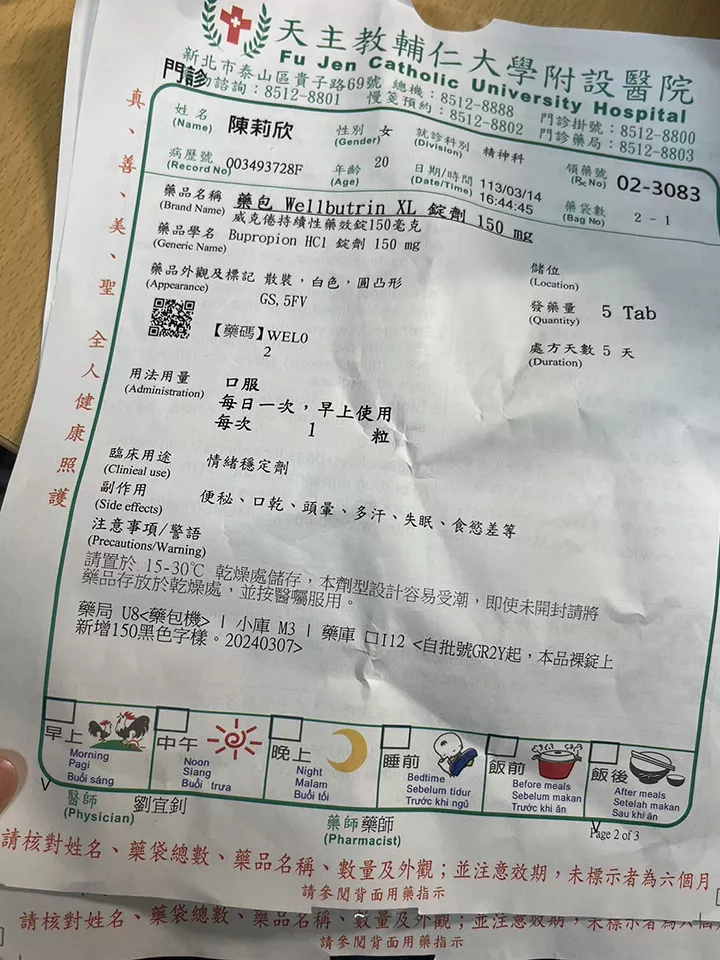 天主教輔仁大學附設醫院
Fu Jen Catholic University Hospital
新北市泰山區貴子路69號 總機：8512-8888 門診掛號：8512-8800
諮詢：8512-8801 慢箋預約：8512-8802 門診藥局：8512-8803
門診
真、善、美、聖 全人健康照護
姓名 陳莉欣 性別 女 就診科別 精神科 領藥號 02-3083
(Name) (Gender) (Division) (Rx No)
病歷號 003493728F 年齡 20 日期/時間 113/03/14 藥袋數 2 - 1
(Record No) (Age) (Date/Time) 16:44:45 (Bag No)
藥品名稱 藥包 Wellbutrin XL 錠劑 150 mg
(Brand Name) 威克倦持續性藥效錠150毫克
藥品學名 Bupropion HCl 錠劑 150 mg
(Generic Name)
藥品外觀及標記 散裝，白色，圓凸形
(Appearance) GS,5FV
儲位
(Location)
發藥量 5 Tab
(Quantity)
【藥碼】WELO
2
處方天數 5 天
(Duration)
用法用量 口服
(Administration) 每日一次，早上使用
每次 1 粒
臨床用途 情緒穩定劑
(Clinical use)
副作用 便秘、口乾、頭暈、多汗、失眠、食慾差等
(Side effects)
注意事項/警語
(Precautions/Warning)
請置於 15-30℃ 乾燥處儲存，本劑型設計容易受潮，即使未開封請將
藥品存放於乾燥處，並按醫囑服用。
藥局 U8<藥包機> | 小庫 M3 | 藥庫 口I12 <自批號GR2Y起，本品裸錠上
新增150黑色字樣。20240307>
早上 中午 晚上 睡前 飯前 飯後
Morning Noon Night Bedtime Before meals After meals
Pagi Siang Malam Sebelum tidur Sebelum makan Setelah makan
Buổi sáng Buổi trưa Buổi tối Trước khi ngủ Trước khi ăn Sau khi ăn
醫師 劉宜釗
(Physician)
藥師 藥師
(Pharmacist)
Page 2 of 3
請核對姓名、藥袋總數、藥品名稱、數量及外觀；並注意效期，未標示者為六個月
請參閱背面用藥指示
請核對姓名、藥袋總數、藥品名稱、數量及外觀；並注意效期，未標示者為六個月
請參閱背面用藥指示